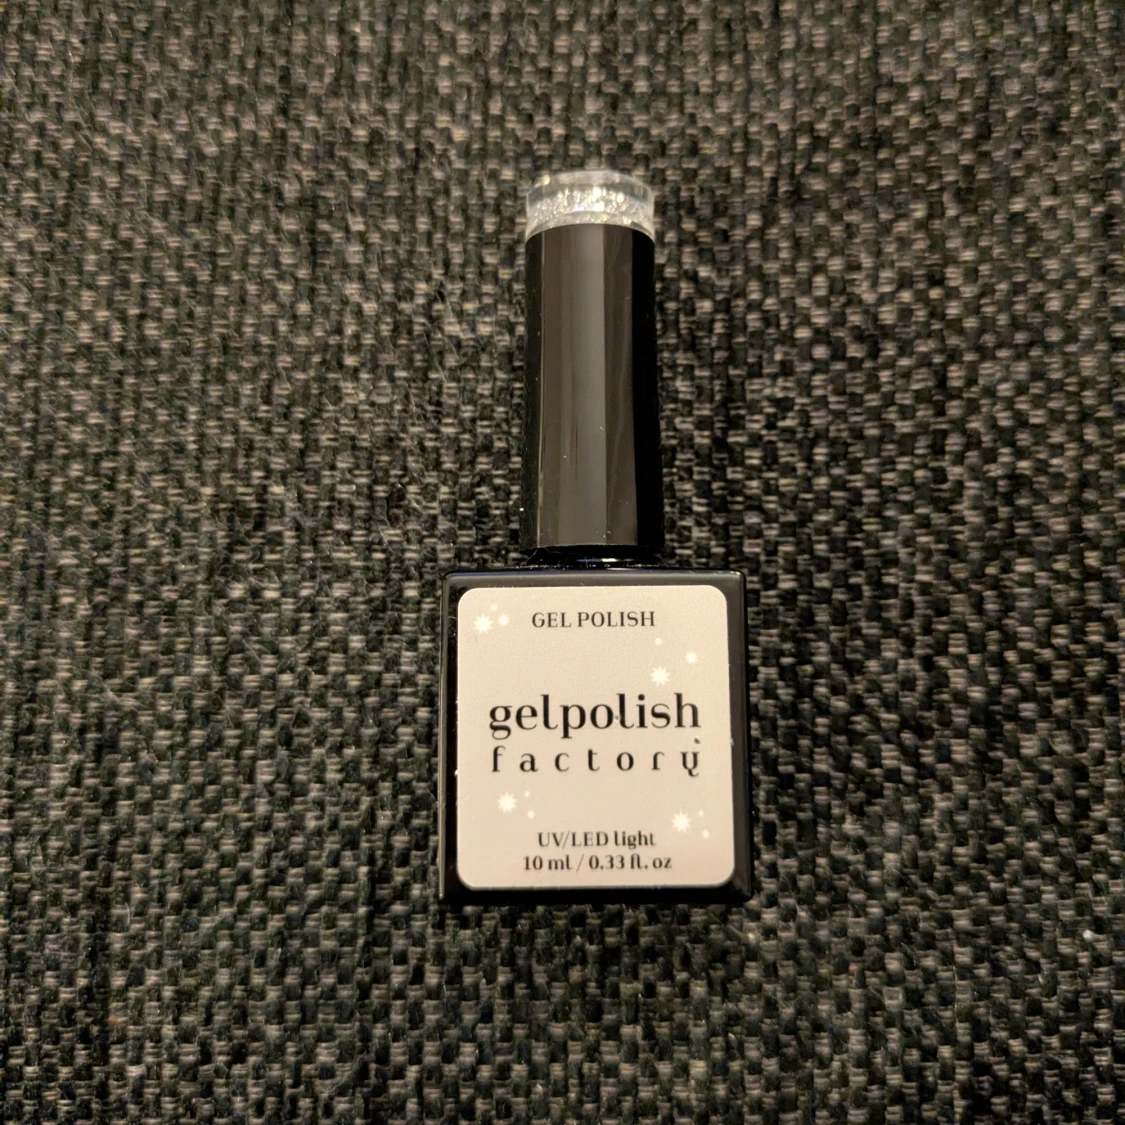 GEL POLISH
gelpolish
factory
UV/LED light
10 ml / 0.33 fl. oz